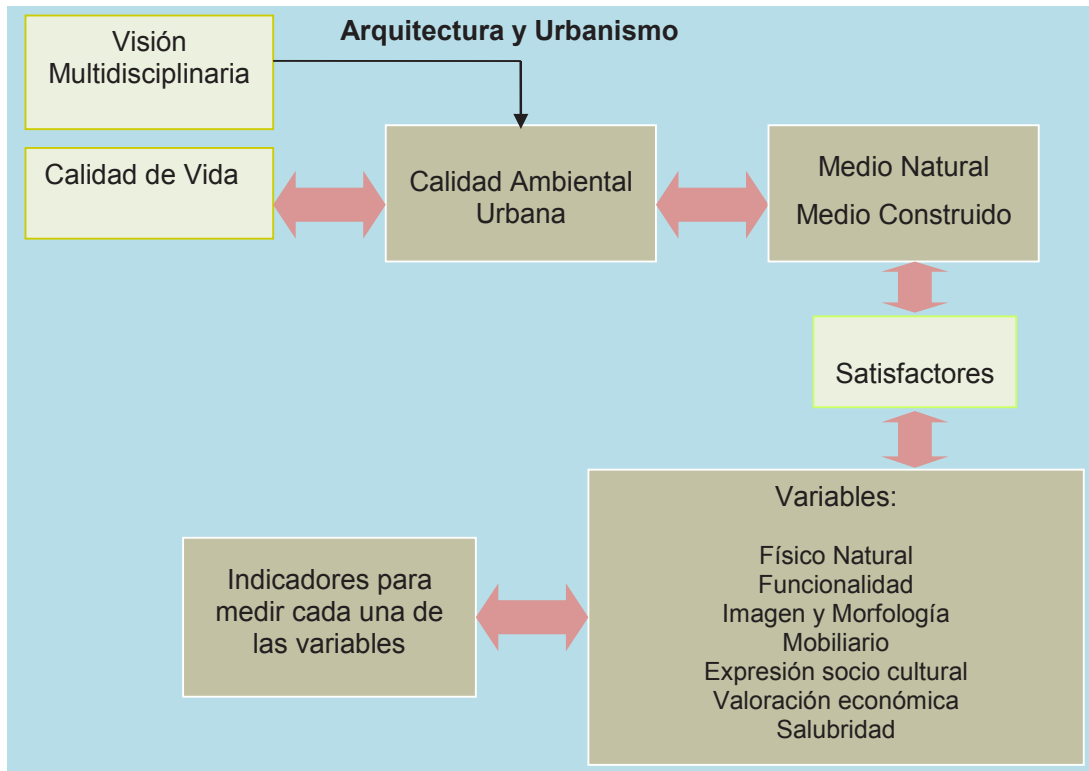 Arquitectura y Urbanismo
Visión
Multidisciplinaria
Calidad de Vida
Calidad Ambiental
Urbana
Medio Natural
Medio Construido
Satisfactores
Variables:
Físico Natural
Funcionalidad
Imagen y Morfología
Mobiliario
Expresión socio cultural
Valoración económica
Salubridad
Indicadores para
medir cada una de
las variables